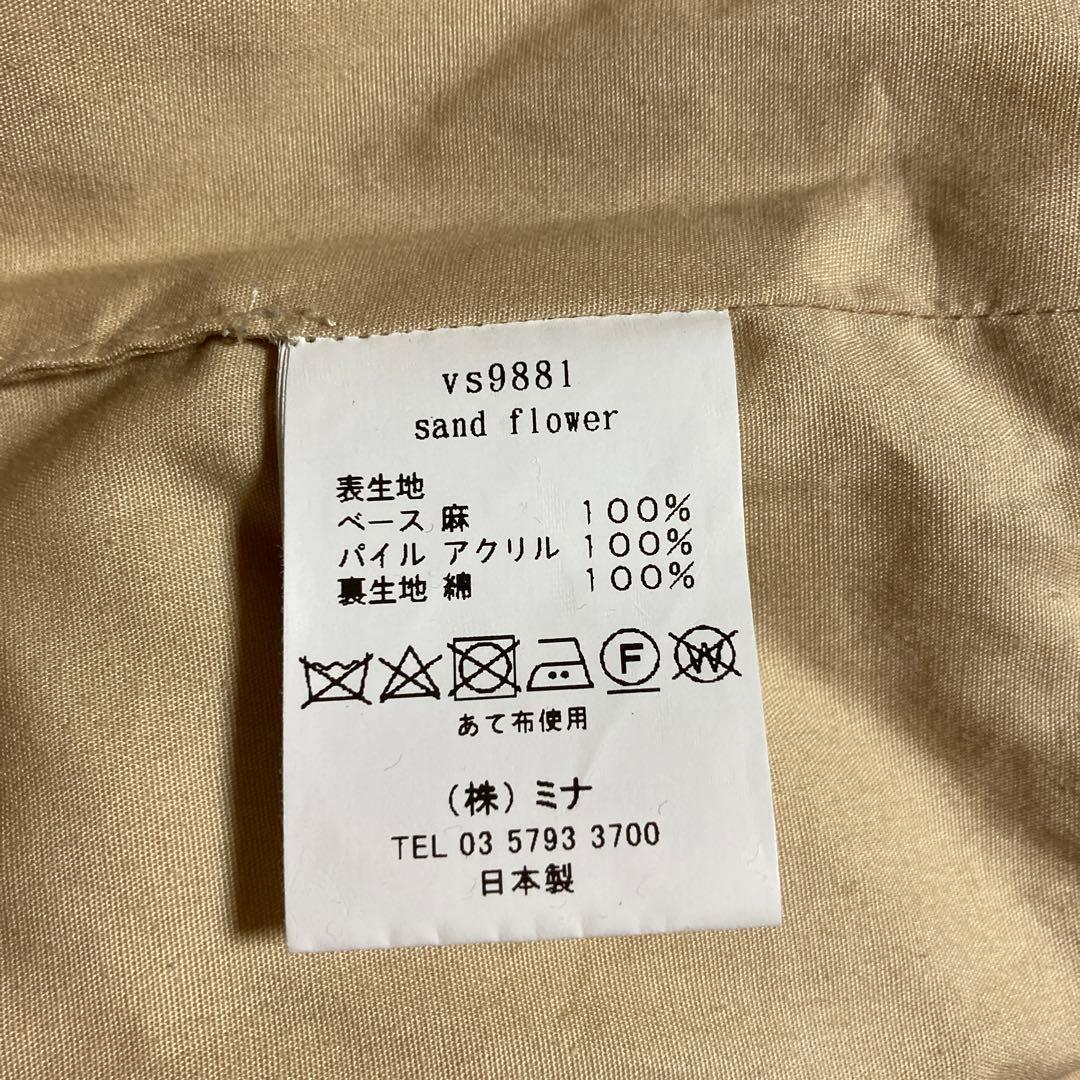 vs9881
sand flower
表生地
ベース 麻 100%
パイル アクリル 100%
裏生地 綿 100%
F W
あて布使用
(株)ミナ
TEL 03 5793 3700
日本製